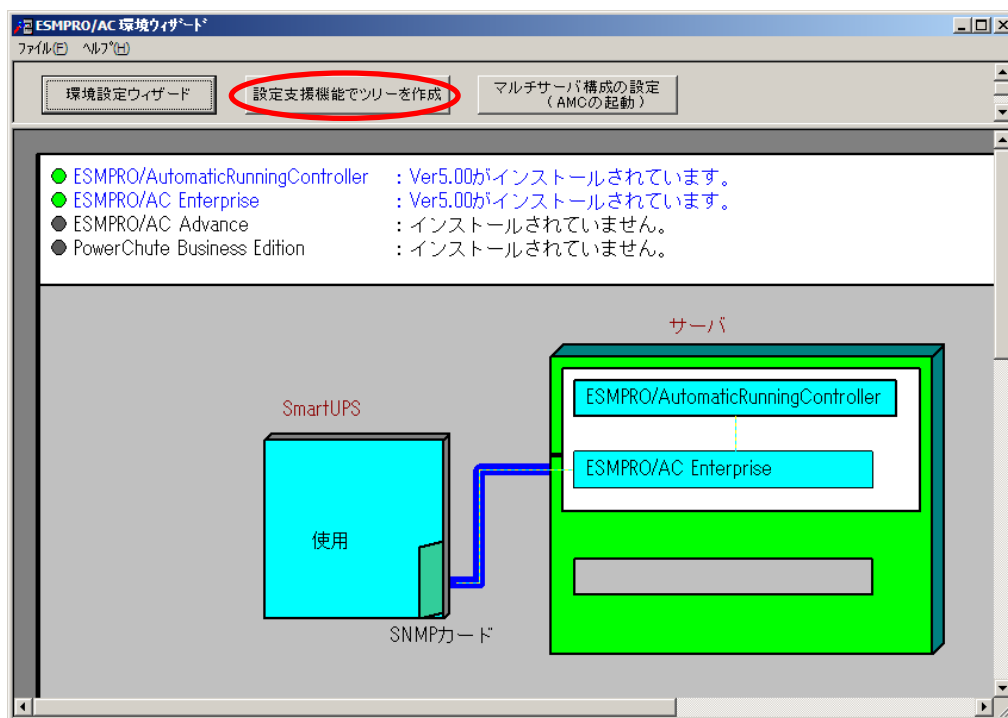 ESMPRO/AC 環境ウィザード
ファイル(F) ヘルプ(H)
環境設定ウィザード
設定支援機能でツリーを作成
マルチサーバ構成の設定
(AMCの起動)
ESMPRO/AutomaticRunningController : Ver5.00がインストールされています。
ESMPRO/AC Enterprise : Ver5.00がインストールされています。
ESMPRO/AC Advance : インストールされていません。
PowerChute Business Edition : インストールされていません。
サーバ
ESMPRO/AutomaticRunningController
SmartUPS
ESMPRO/AC Enterprise
使用
SNMPカード